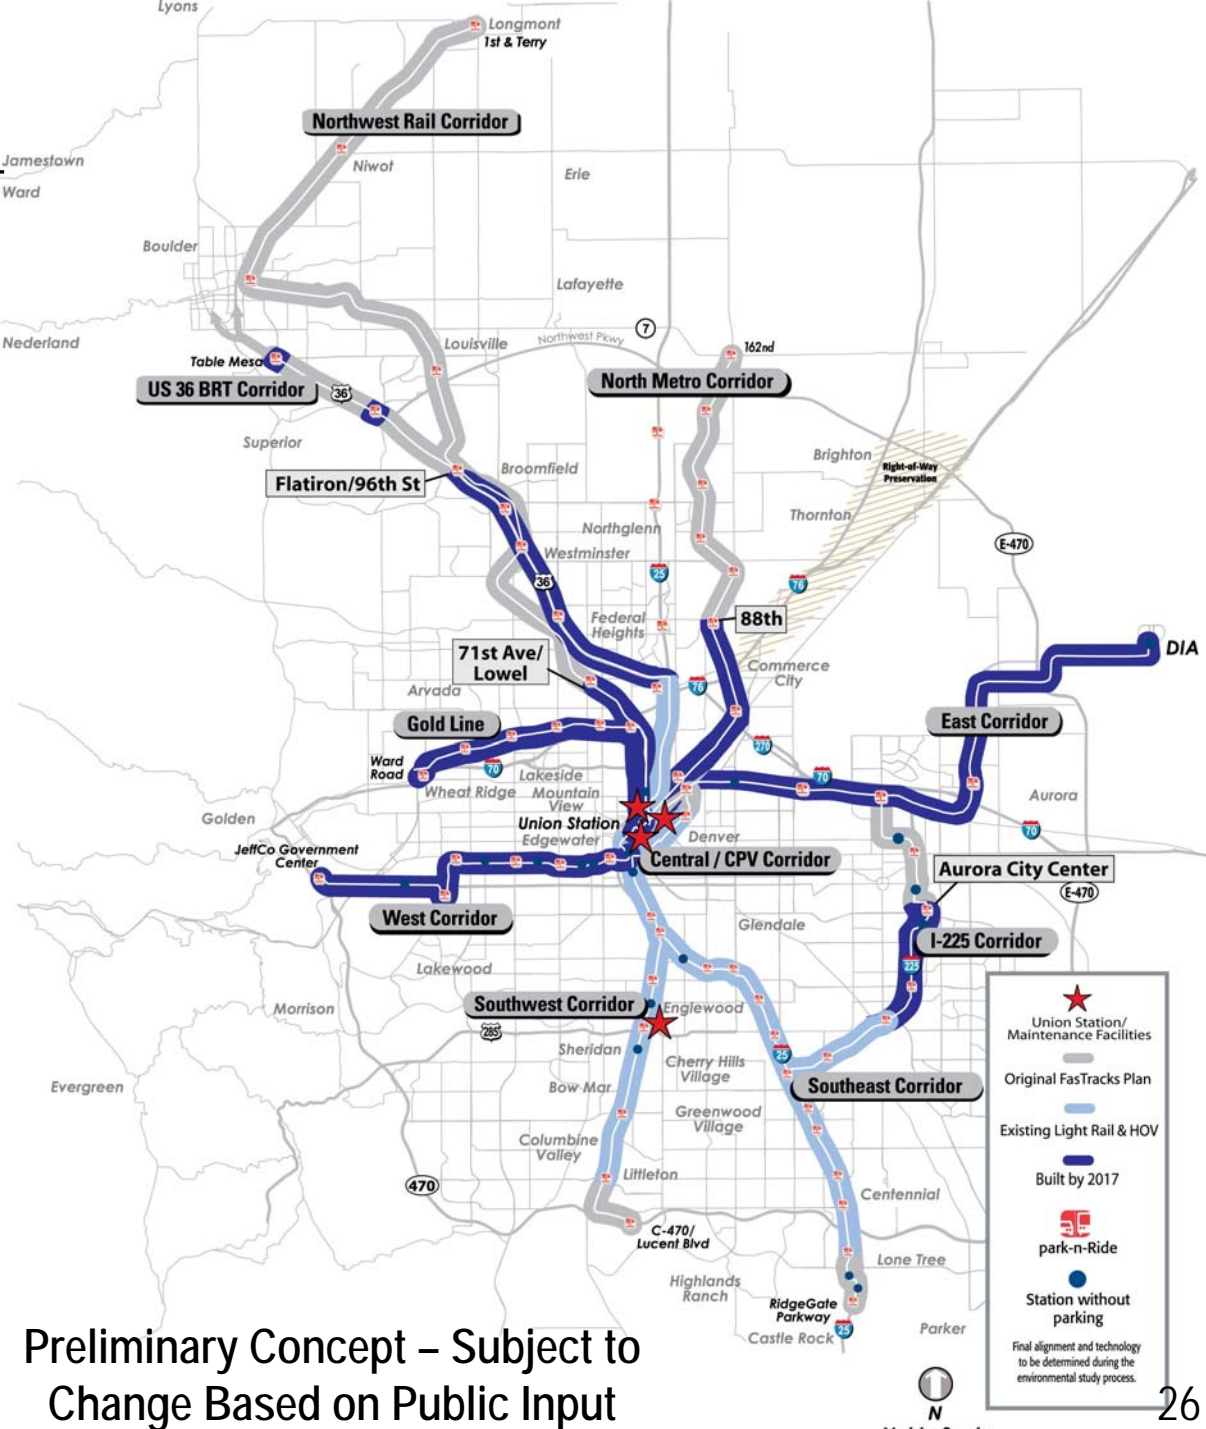 Lyons
Longmont
1st & Terry
Northwest Rail Corridor
Jamestown
Niwot
Erie
Ward
Boulder
Lafayette
7
Nederland
Louisville
Northwest Pkwy
162nd
Table Mesa
North Metro Corridor
US 36 BRT Corridor
36
Superior
Brighton
Right-of-Way
Preservation
Broomfield
Flatiron/96th St
Thornton
Northglenn
E-470
Westminster
25
76
36
Federal
Heights
88th
71st Ave/
Lowel
DIA
Commerce
City
76
Arvada
Gold Line
East Corridor
270
Ward
Road
70
70
Lakeside
Wheat Ridge
Mountain
View
Aurora
Golden
Union Station
70
Edgewater
Denver
JeffCo Government
Center
Central / CPV Corridor
Aurora City Center
E-470
West Corridor
Glendale
I-225 Corridor
225
Lakewood
Southwest Corridor
Englewood
Morrison
285
Sheridan
25
Cherry Hills
Village
Evergreen
Bow Mar
Southeast Corridor
Greenwood
Village
Columbine
Valley
Littleton
470
Centennial
C-470/
Lucent Blvd
Lone Tree
Highlands
Ranch
RidgeGate
Parkway
25
Castle Rock
Parker
Union Station/
Maintenance Facilities
Original FasTracks Plan
Existing Light Rail & HOV
Built by 2017
park-n-Ride
Station without
parking
Final alignment and technology
to be determined during the
environmental study process.
Preliminary Concept – Subject to
Change Based on Public Input
N
26